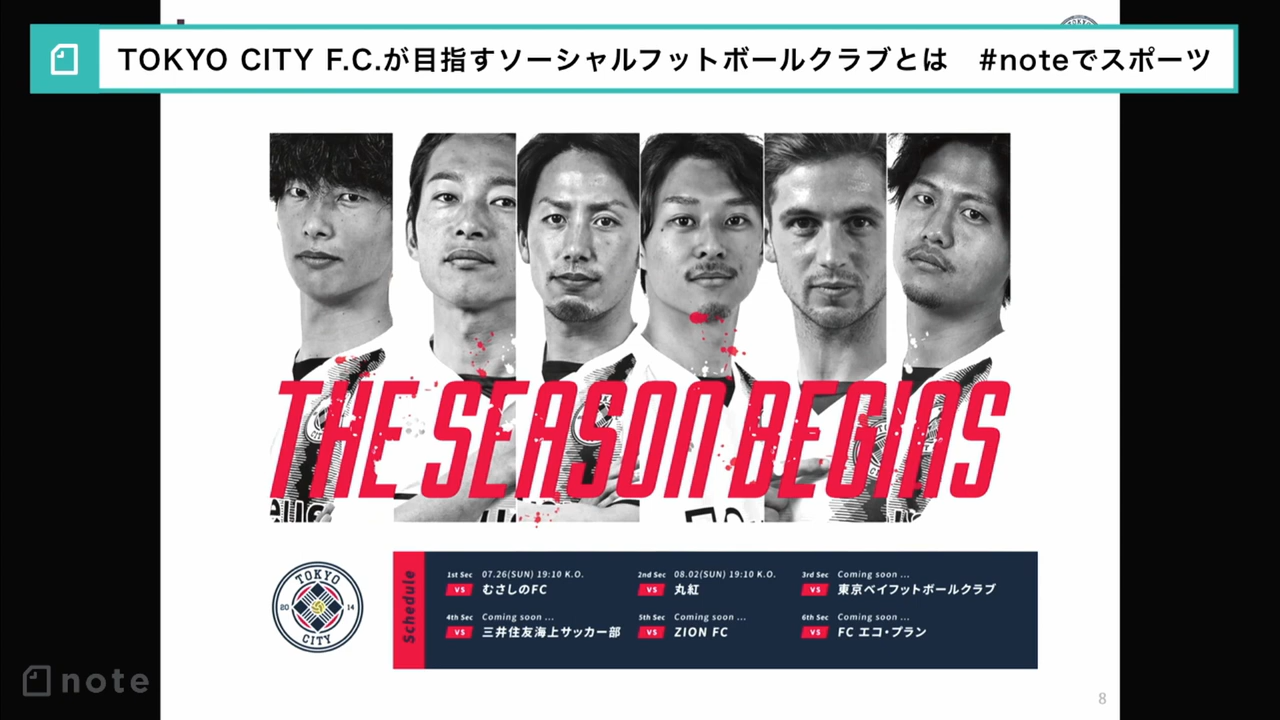 TOKYO CITY F.C.が目指すソーシャルフットボールクラブとは #noteでスポーツ
THE SEASON BEGINS
TOKYO
20 14
CITY
Schedule
1st Sec 07.26(SUN) 19:10 K.O.
VS むさしのFC
2nd Sec 08.02(SUN) 19:10 K.O.
VS 丸紅
3rd Sec Coming soon ...
VS 東京ベイフットボールクラブ
4th Sec Coming soon ...
VS 三井住友海上サッカー部
5th Sec Coming soon ...
VS ZION FC
6th Sec Coming soon ...
VS FC エコ・プラン
note
8